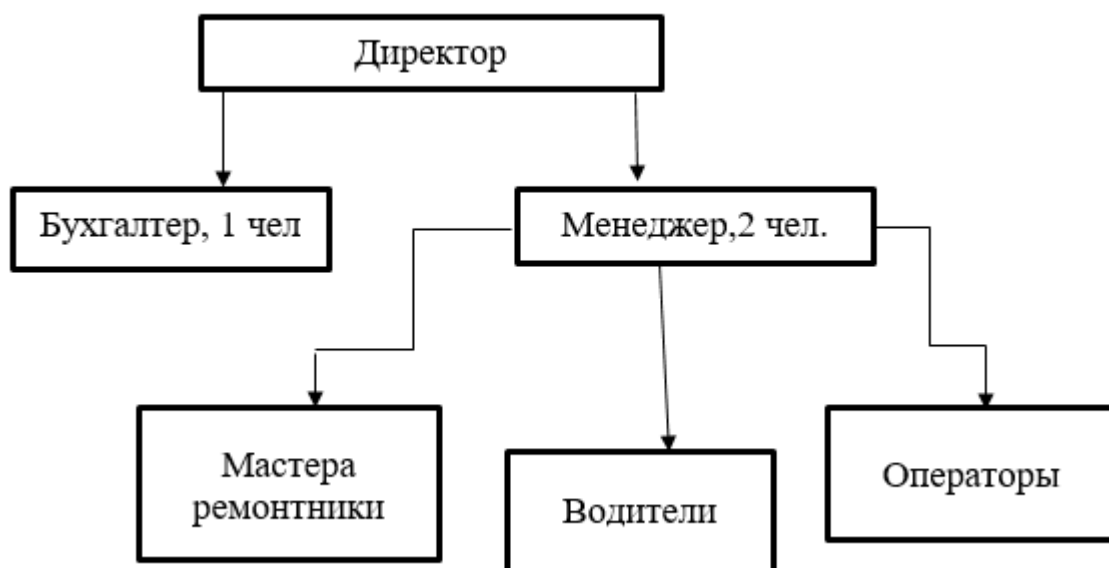 Директор
Бухгалтер, 1 чел
Менеджер,2 чел.
Мастера
ремонтники
Водители
Операторы